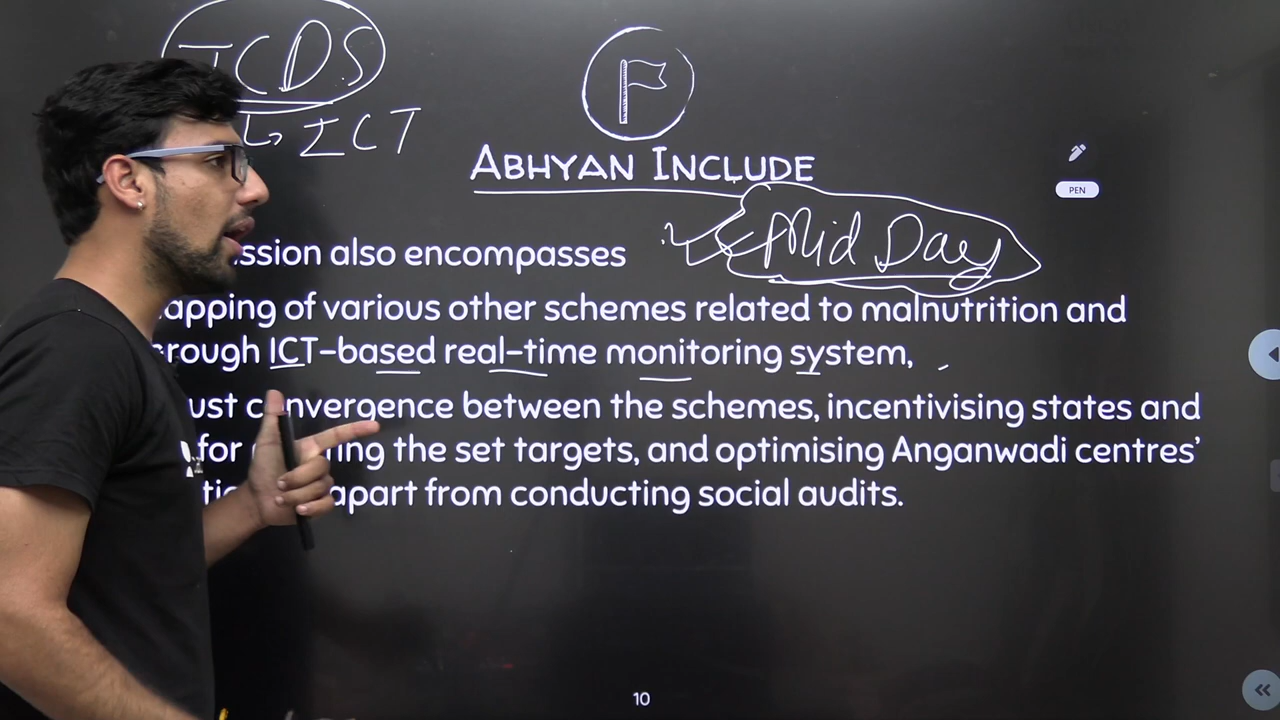 ICDS
↳ ICT
ABHYAN INCLUDE
PEN
Mid Day
ssion also encompasses
apping of various other schemes related to malnutrition and
rough ICT-based real-time monitoring system,
ust convergence between the schemes, incentivising states and
for the set targets, and optimising Anganwadi centres'
apart from conducting social audits.
10